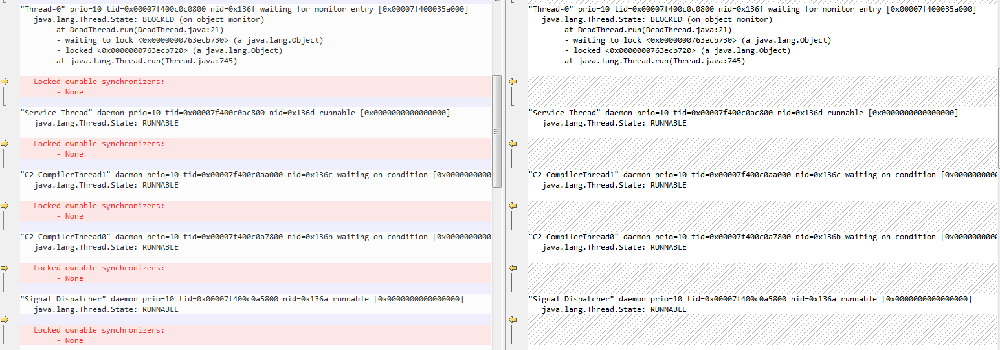 "Thread-0" prio=10 tid=0x00007f400c0c0800 nid=0x136f waiting for monitor entry [0x00007f400035a000]
java.lang.Thread.State: BLOCKED (on object monitor)
at DeadThread.run(DeadThread.java:21)
- waiting to lock <0x0000000763ecb730> (a java.lang.Object)
- locked <0x0000000763ecb720> (a java.lang.Object)
at java.lang.Thread.run(Thread.java:745)
Locked ownable synchronizers:
- None
"Service Thread" daemon prio=10 tid=0x00007f400c0ac800 nid=0x136d runnable [0x0000000000000000]
java.lang.Thread.State: RUNNABLE
Locked ownable synchronizers:
- None
"C2 CompilerThread1" daemon prio=10 tid=0x00007f400c0aa000 nid=0x136c waiting on condition [0x0000000000
java.lang.Thread.State: RUNNABLE
Locked ownable synchronizers:
- None
"C2 CompilerThread0" daemon prio=10 tid=0x00007f400c0a7800 nid=0x136b waiting on condition [0x0000000000
java.lang.Thread.State: RUNNABLE
Locked ownable synchronizers:
- None
"Signal Dispatcher" daemon prio=10 tid=0x00007f400c0a5800 nid=0x136a runnable [0x0000000000000000]
java.lang.Thread.State: RUNNABLE
Locked ownable synchronizers:
- None
"Thread-0" prio=10 tid=0x00007f400c0c0800 nid=0x136f waiting for monitor entry [0x00007f400035a000]
java.lang.Thread.State: BLOCKED (on object monitor)
at DeadThread.run(DeadThread.java:21)
- waiting to lock <0x0000000763ecb730> (a java.lang.Object)
- locked <0x0000000763ecb720> (a java.lang.Object)
at java.lang.Thread.run(Thread.java:745)
"Service Thread" daemon prio=10 tid=0x00007f400c0ac800 nid=0x136d runnable [0x0000000000000000]
java.lang.Thread.State: RUNNABLE
"C2 CompilerThread1" daemon prio=10 tid=0x00007f400c0aa000 nid=0x136c waiting on condition [0x0000000000
java.lang.Thread.State: RUNNABLE
"C2 CompilerThread0" daemon prio=10 tid=0x00007f400c0a7800 nid=0x136b waiting on condition [0x0000000000
java.lang.Thread.State: RUNNABLE
"Signal Dispatcher" daemon prio=10 tid=0x00007f400c0a5800 nid=0x136a runnable [0x0000000000000000]
java.lang.Thread.State: RUNNABLE